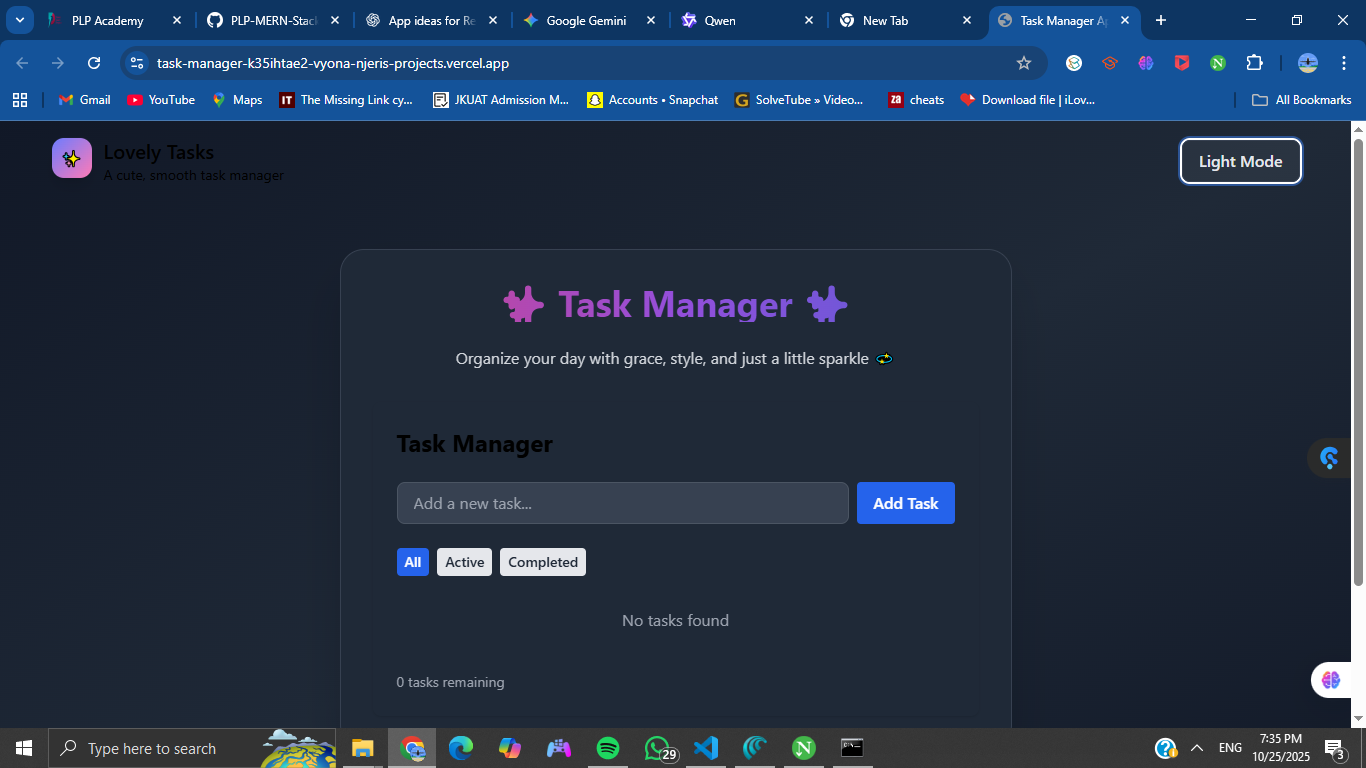 PLP Academy
PLP-MERN-Stac
App ideas for Re
Google Gemini
Qwen
New Tab
Task Manager Ap
task-manager-k35ihtae2-vyona-njeris-projects.vercel.app
Gmail
YouTube
Maps
IT
The Missing Link cy...
JKUAT Admission M...
Accounts • Snapchat
G
SolveTube » Video...
za
cheats
Download file | iLov...
All Bookmarks
Lovely Tasks
A cute, smooth task manager
Light Mode
Task Manager
Organize your day with grace, style, and just a little sparkle
Task Manager
Add a new task...
Add Task
All
Active
Completed
No tasks found
0 tasks remaining
Type here to search
29
N
ENG
7:35 PM
10/25/2025
3